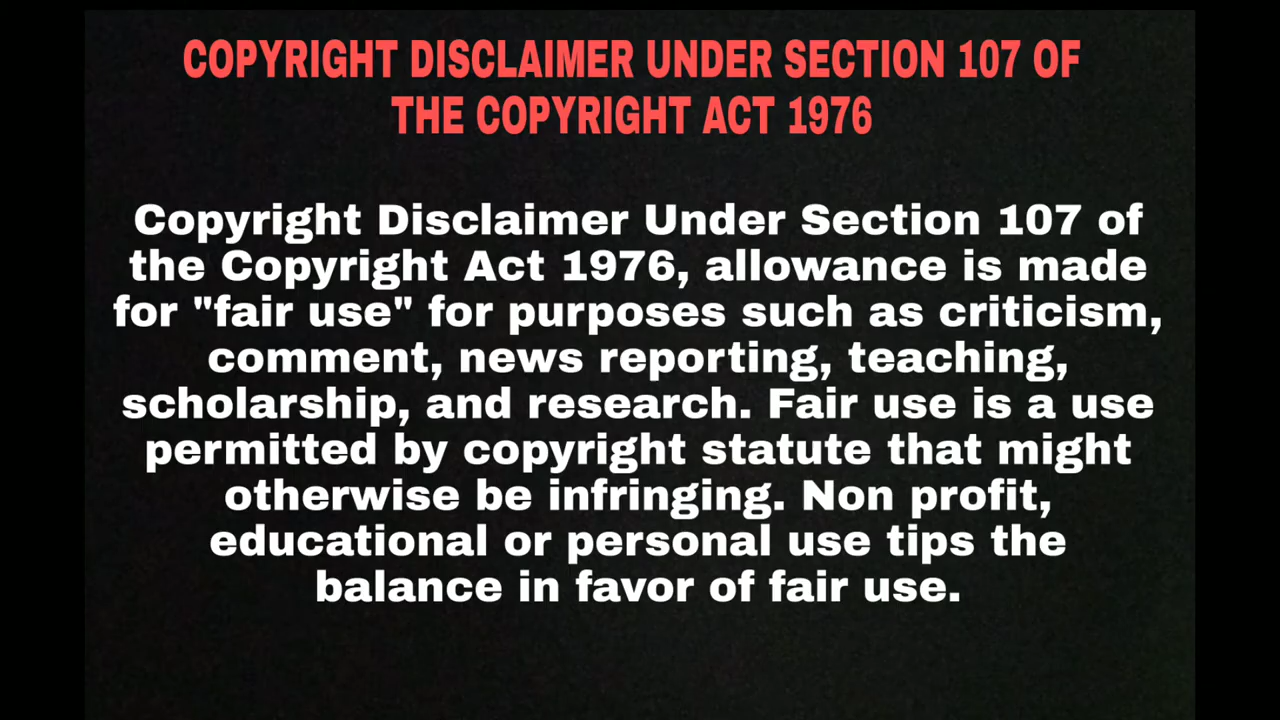 COPYRIGHT DISCLAIMER UNDER SECTION 107 OF
THE COPYRIGHT ACT 1976
Copyright Disclaimer Under Section 107 of
the Copyright Act 1976, allowance is made
for "fair use" for purposes such as criticism,
comment, news reporting, teaching,
scholarship, and research. Fair use is a use
permitted by copyright statute that might
otherwise be infringing. Non profit,
educational or personal use tips the
balance in favor of fair use.